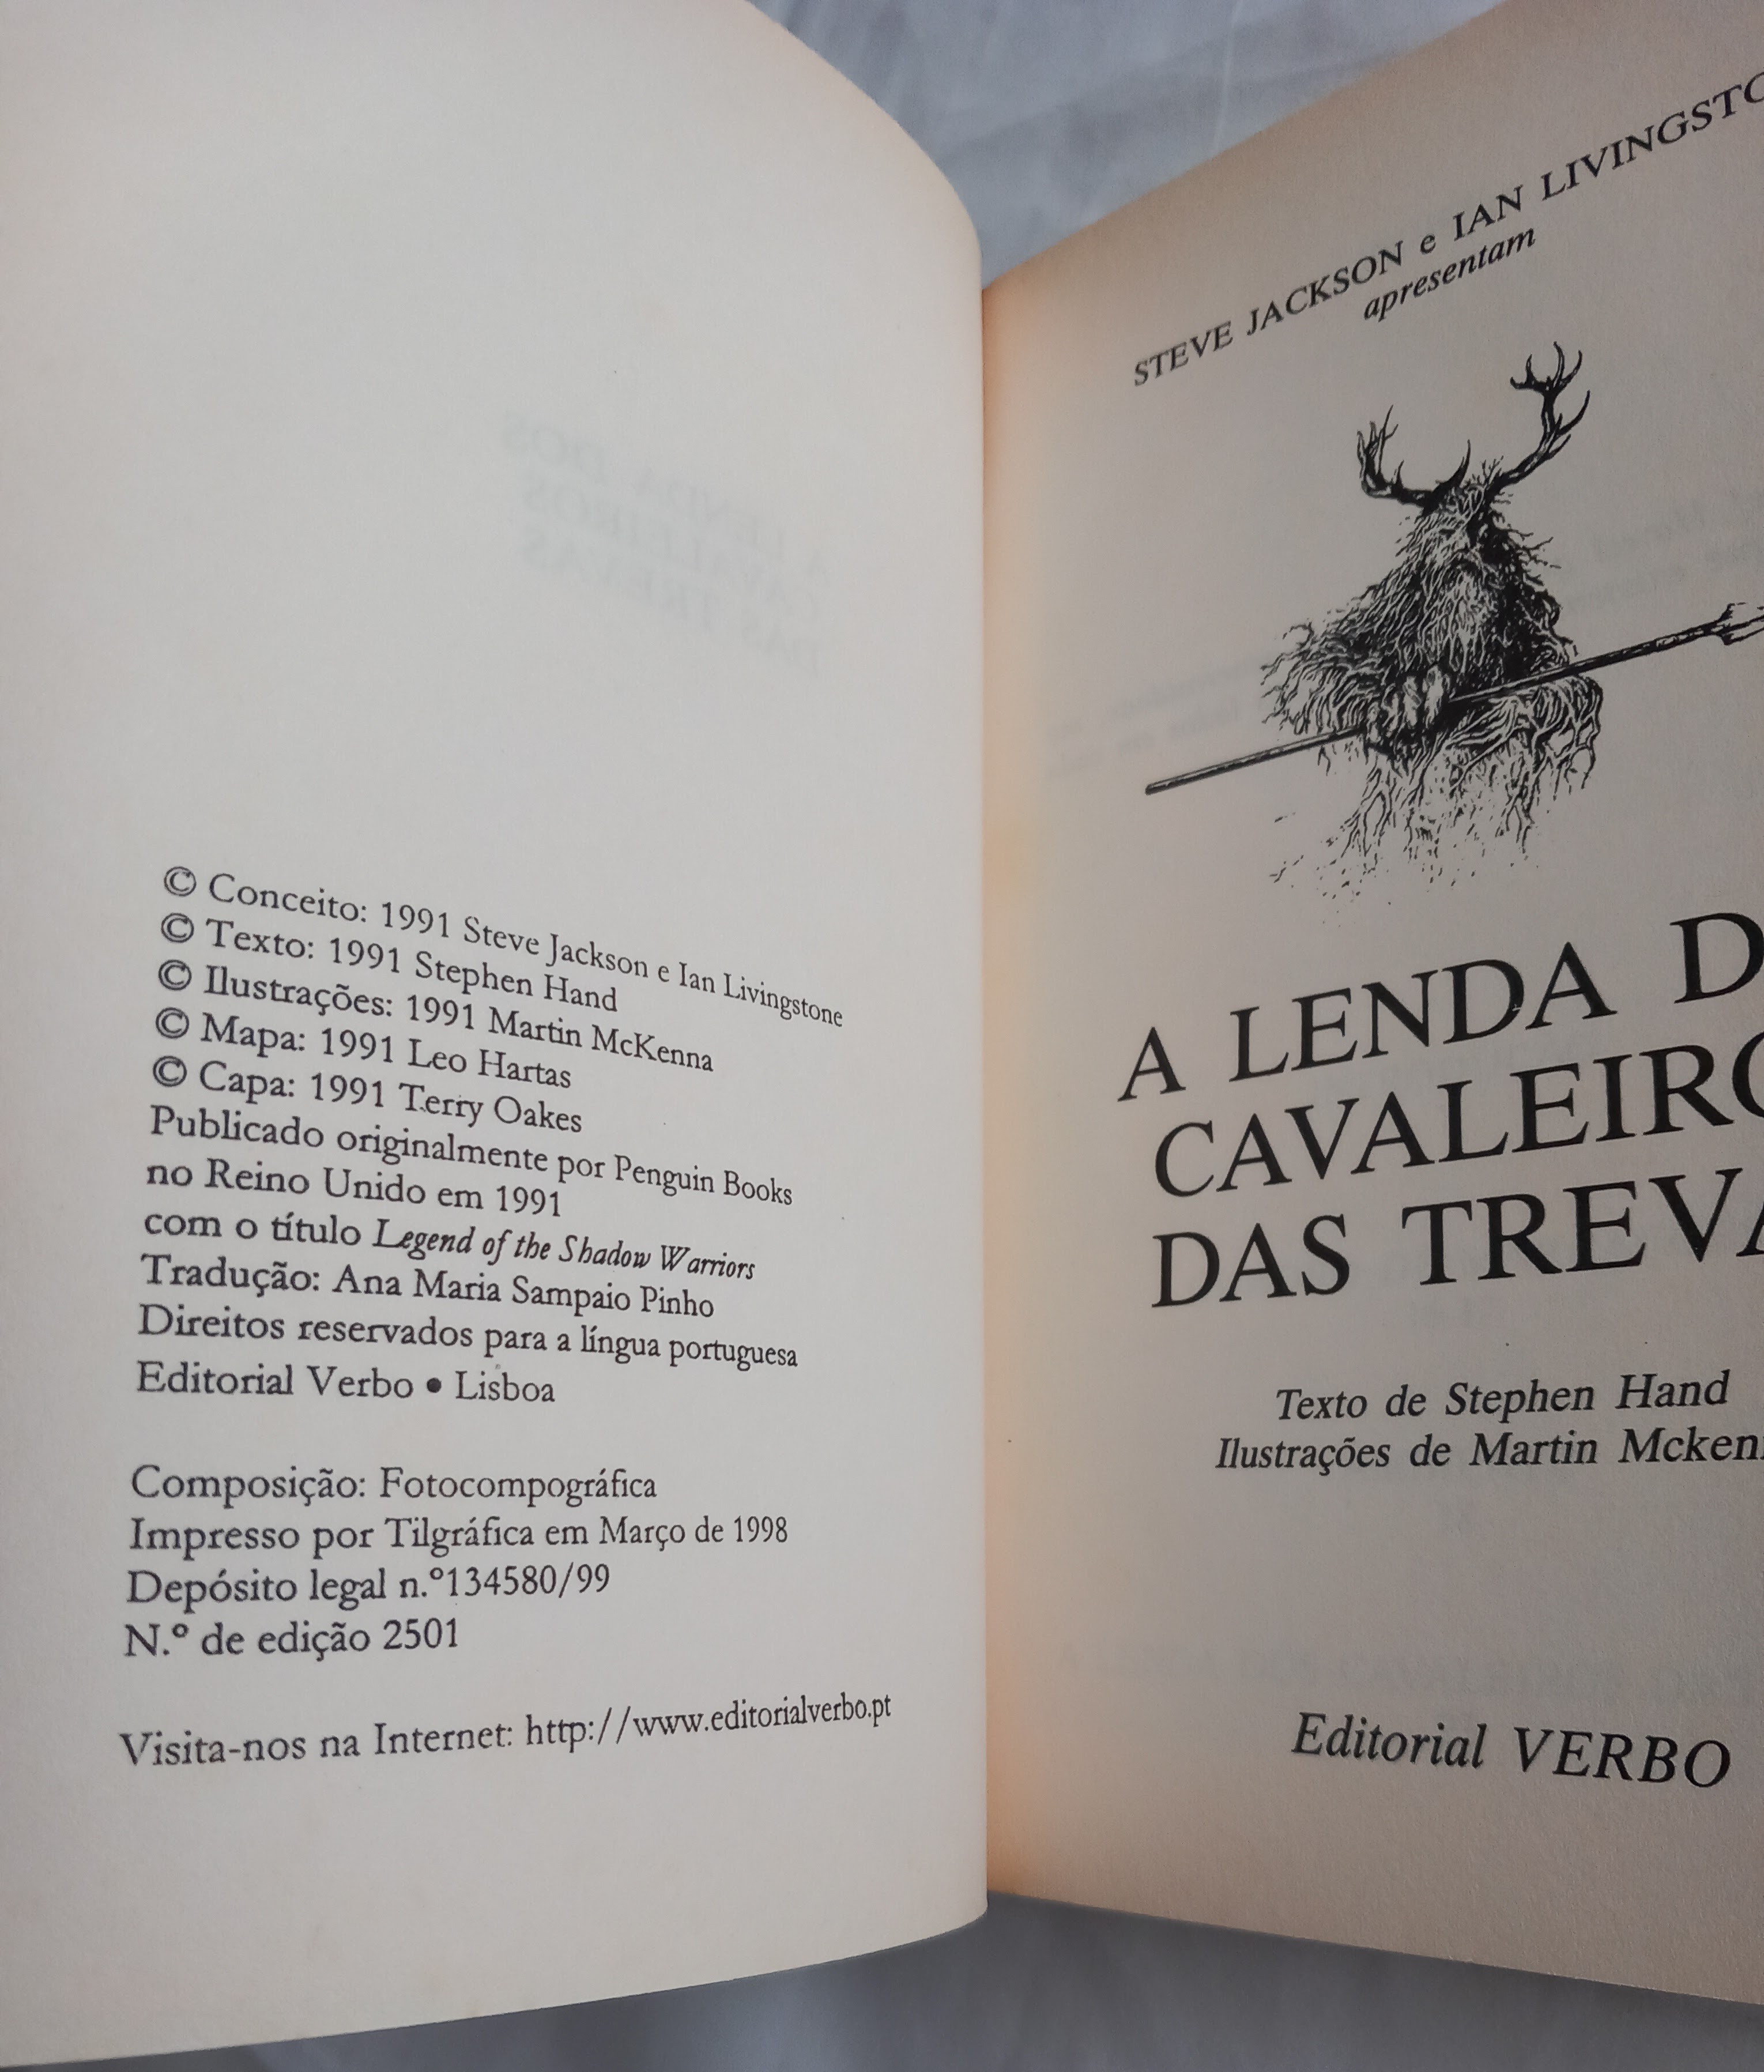 © Conceito: 1991 Steve Jackson e Ian Livingstone
© Texto: 1991 Stephen Hand
© Ilustrações: 1991 Martin McKenna
© Mapa: 1991 Leo Hartas
© Capa: 1991 Terry Oakes
Publicado originalmente por Penguin Books
no Reino Unido em 1991
com o título Legend of the Shadow Warriors
Tradução: Ana Maria Sampaio Pinho
Direitos reservados para a língua portuguesa
Editorial Verbo • Lisboa
Composição: Fotocompográfica
Impresso por Tilgráfica em Março de 1998
Depósito legal n.º134580/99
N.º de edição 2501
Visita-nos na Internet: http://www.editorialverbo.pt
STEVE JACKSON e IAN LIVINGSTO
apresentam
A LENDA D
CAVALEIRO
DAS TREVA
Texto de Stephen Hand
Ilustrações de Martin Mcken
Editorial VERBO